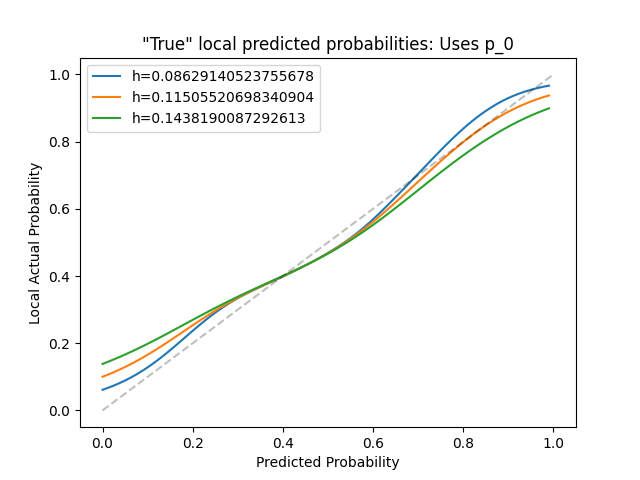 "True" local predicted probabilities: Uses p_0
h=0.08629140523755678
h=0.11505520698340904
h=0.1438190087292613
Local Actual Probability
1.0
0.8
0.6
0.4
0.2
0.0
0.0 0.2 0.4 0.6 0.8 1.0
Predicted Probability